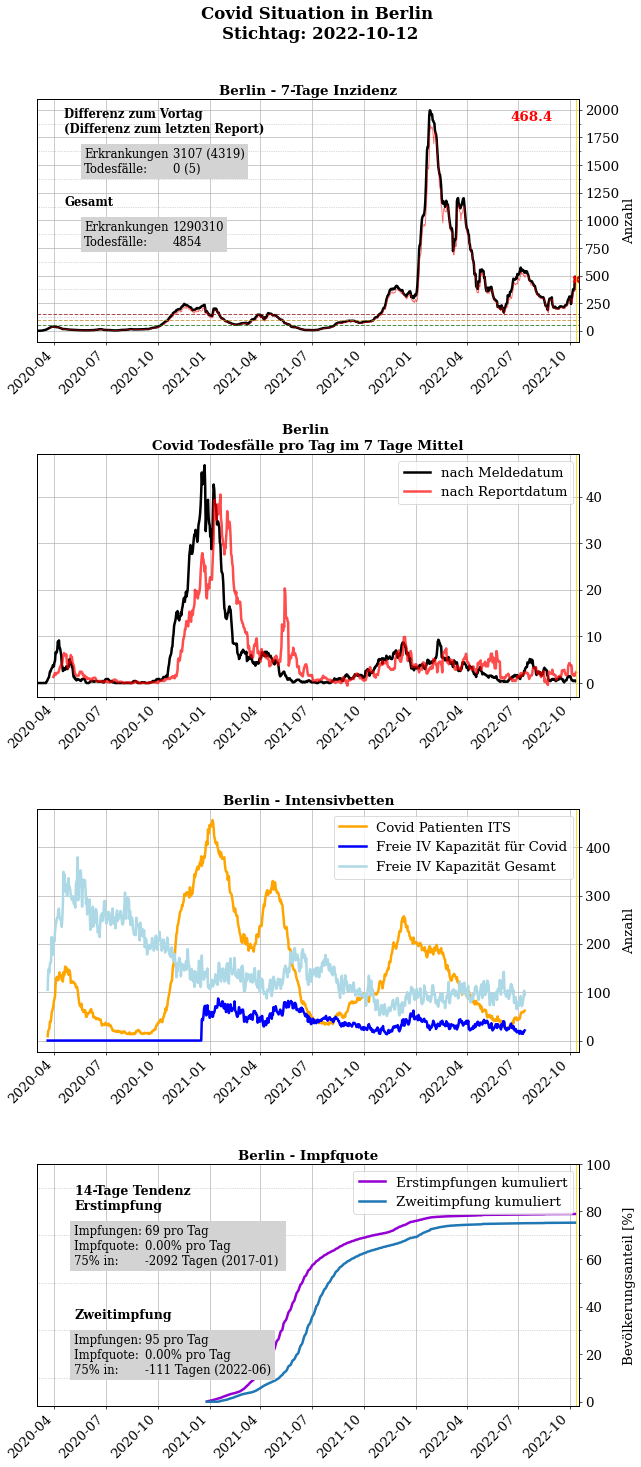 Covid Situation in Berlin
Stichtag: 2022-10-12
Berlin - 7-Tage Inzidenz
Differenz zum Vortag
(Differenz zum letzten Report)
Erkrankungen 3107 (4319)
Todesfälle: 0 (5)
Gesamt
Erkrankungen 1290310
Todesfälle: 4854
468.4
2000
1750
1500
1250
1000
750
500
250
0
Anzahl
2020-04 2020-07 2020-10 2021-01 2021-04 2021-07 2021-10 2022-01 2022-04 2022-07 2022-10
Berlin
Covid Todesfälle pro Tag im 7 Tage Mittel
nach Meldedatum
nach Reportdatum
40
30
20
10
0
2020-04 2020-07 2020-10 2021-01 2021-04 2021-07 2021-10 2022-01 2022-04 2022-07 2022-10
Berlin - Intensivbetten
Covid Patienten ITS
Freie IV Kapazität für Covid
Freie IV Kapazität Gesamt
400
300
200
100
0
Anzahl
2020-04 2020-07 2020-10 2021-01 2021-04 2021-07 2021-10 2022-01 2022-04 2022-07 2022-10
Berlin - Impfquote
14-Tage Tendenz
Erstimpfung
Impfungen: 69 pro Tag
Impfquote: 0.00% pro Tag
75% in: -2092 Tagen (2017-01)
Zweitimpfung
Impfungen: 95 pro Tag
Impfquote: 0.00% pro Tag
75% in: -111 Tagen (2022-06)
Erstimpfungen kumuliert
Zweitimpfung kumuliert
100
80
60
40
20
0
Bevölkerungsanteil [%]
2020-04 2020-07 2020-10 2021-01 2021-04 2021-07 2021-10 2022-01 2022-04 2022-07 2022-10